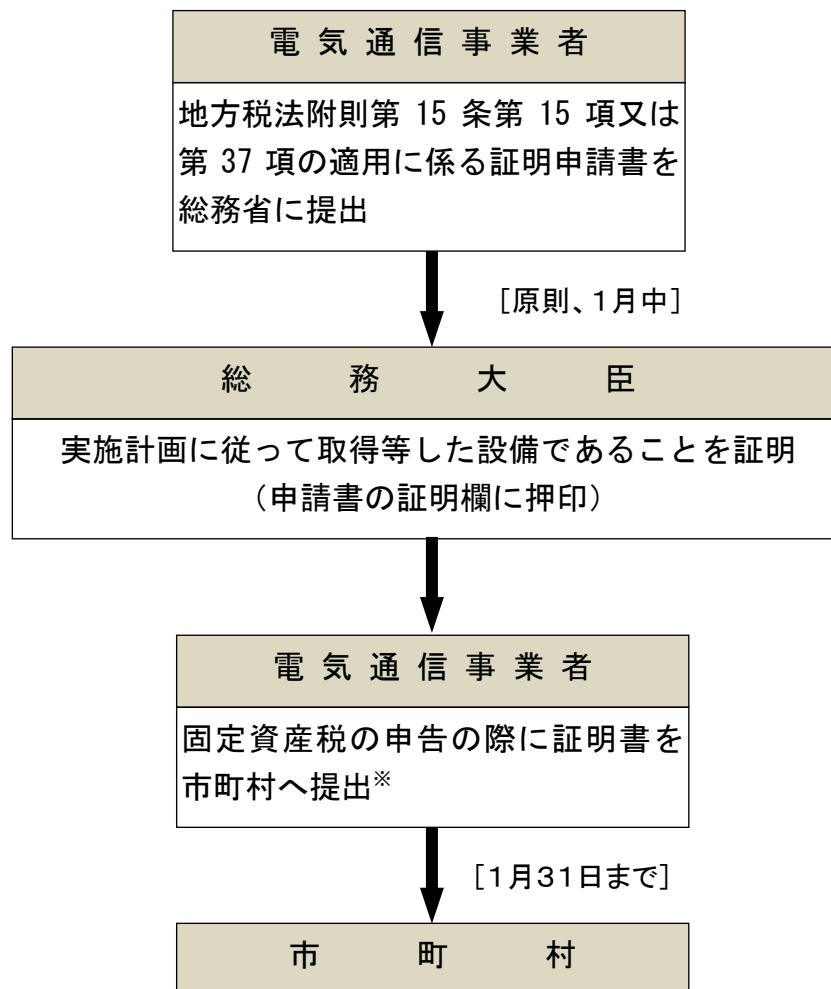 電気通信事業者
地方税法附則第 15 条第 15 項又は
第 37 項の適用に係る証明申請書を
総務省に提出
［原則、１月中］
総務大臣
実施計画に従って取得等した設備であることを証明
（申請書の証明欄に押印）
電気通信事業者
固定資産税の申告の際に証明書を
市町村へ提出※
［１月３１日まで］
市町村